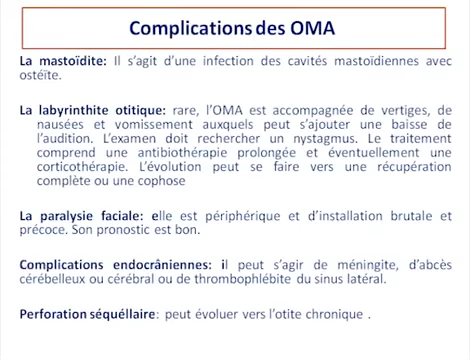 Complications des OMA
La mastoïdite: Il s'agit d'une infection des cavités mastoïdiennes avec
ostéïte.
La labyrinthite otitique: rare, l'OMA est accompagnée de vertiges, de
nausées et vomissement auxquels peut s'ajouter une baisse de
l'audition. L'examen doit rechercher un nystagmus. Le traitement
comprend une antibiothérapie prolongée et éventuellement une
corticothérapie. L'évolution peut se faire vers une récupération
complète ou une cophose
La paralysie faciale: elle est périphérique et d'installation brutale et
précoce. Son pronostic est bon.
Complications endocrâniennes: il peut s'agir de méningite, d'abcès
cérébelleux ou cérébral ou de thrombophlébite du sinus latéral.
Perforation séquéllaire: peut évoluer vers l'otite chronique .